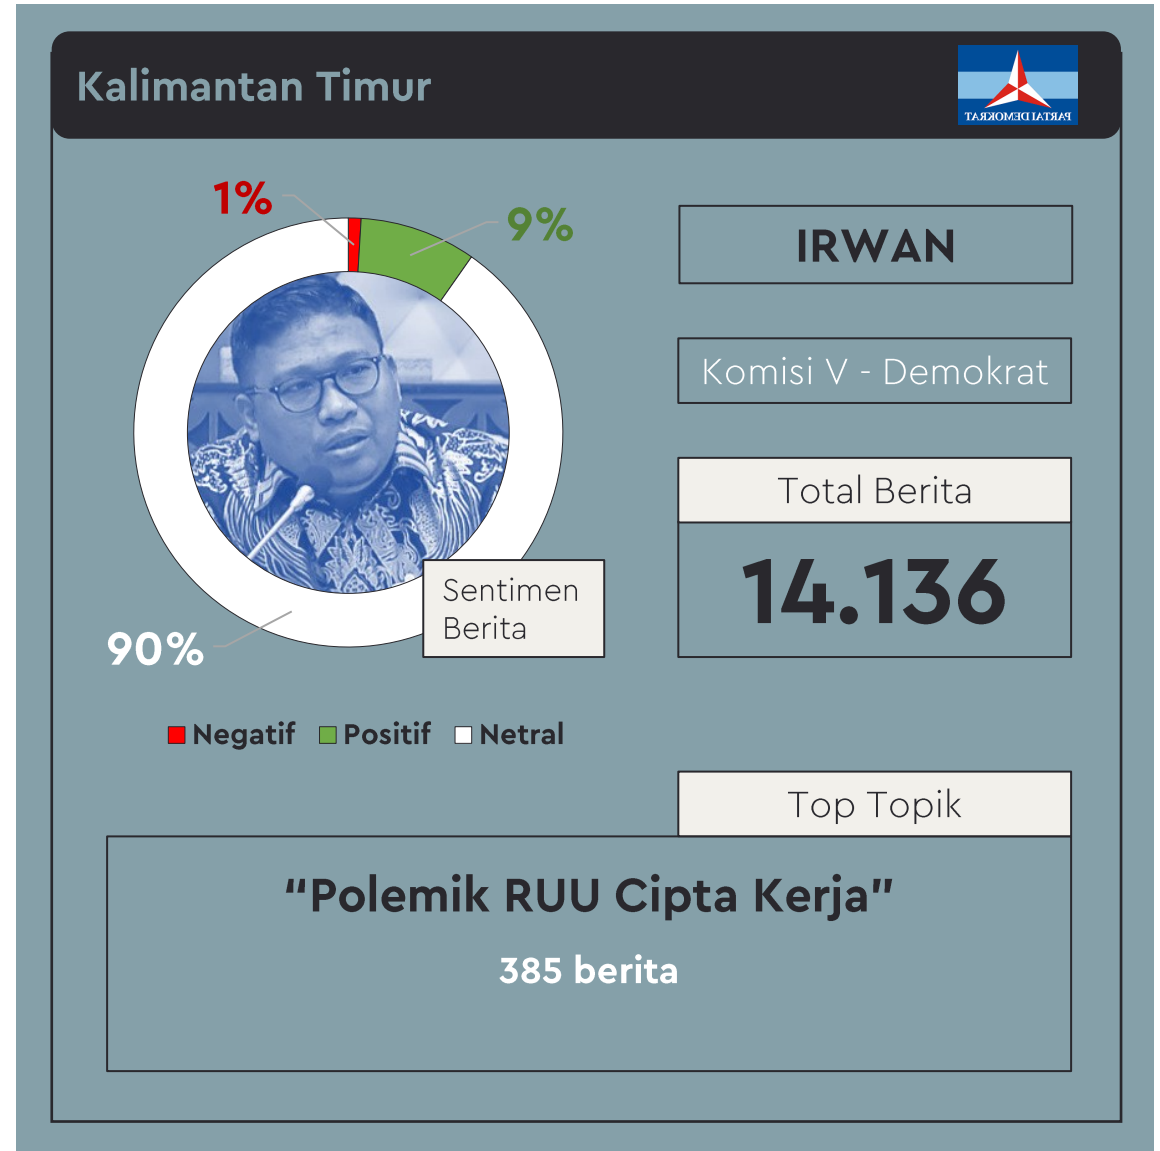 Kalimantan Timur
PARTAI DEMOKRAT
1%
9%
IRWAN
Komisi V - Demokrat
Total Berita
14.136
Sentimen
Berita
90%
Negatif Positif Netral
Top Topik
“Polemik RUU Cipta Kerja”
385 berita